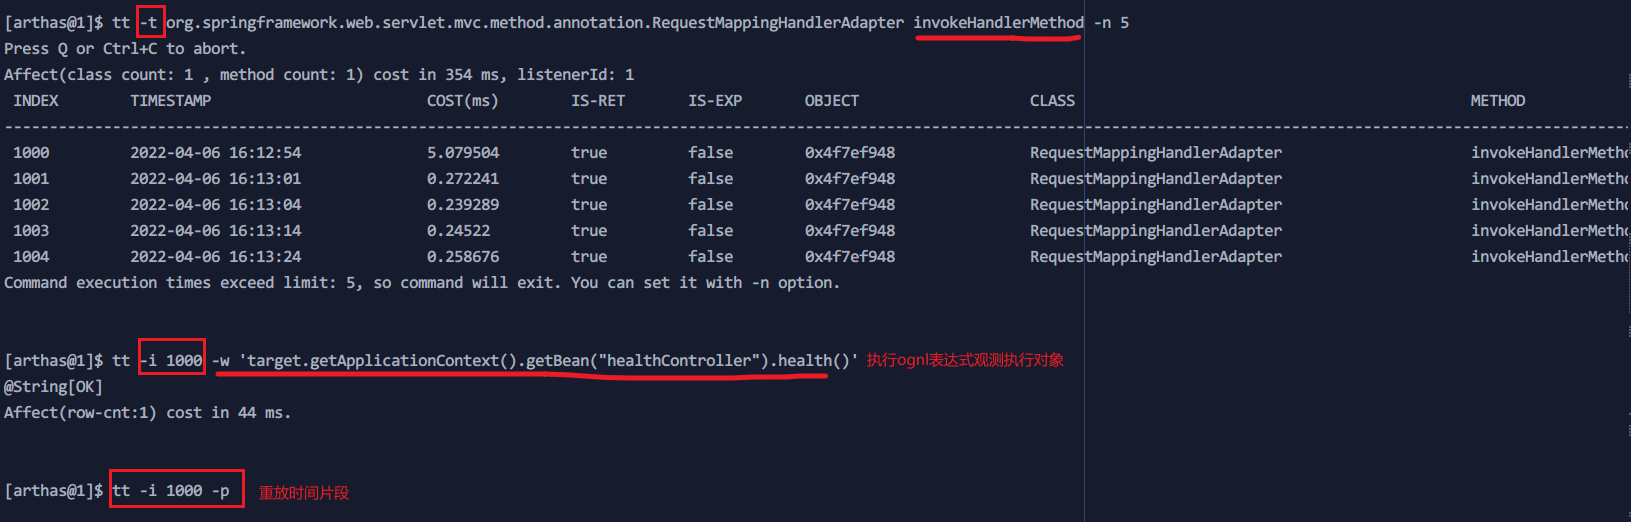 [arthas@1]$ tt -t org.springframework.web.servlet.mvc.method.annotation.RequestMappingHandlerAdapter invokeHandlerMethod -n 5
Press Q or Ctrl+C to abort.
Affect(class count: 1 , method count: 1) cost in 354 ms, listenerId: 1
INDEX TIMESTAMP COST(ms) IS-RET IS-EXP OBJECT CLASS METHOD
1000 2022-04-06 16:12:54 5.079504 true false 0x4f7ef948 RequestMappingHandlerAdapter invokeHandlerMetho
1001 2022-04-06 16:13:01 0.272241 true false 0x4f7ef948 RequestMappingHandlerAdapter invokeHandlerMetho
1002 2022-04-06 16:13:04 0.239289 true false 0x4f7ef948 RequestMappingHandlerAdapter invokeHandlerMetho
1003 2022-04-06 16:13:14 0.24522 true false 0x4f7ef948 RequestMappingHandlerAdapter invokeHandlerMetho
1004 2022-04-06 16:13:24 0.258676 true false 0x4f7ef948 RequestMappingHandlerAdapter invokeHandlerMetho
Command execution times exceed limit: 5, so command will exit. You can set it with -n option.
[arthas@1]$ tt -i 1000 -w 'target.getApplicationContext().getBean("healthController").health()' 执行ognl表达式观测执行对象
@String[OK]
Affect(row-cnt:1) cost in 44 ms.
[arthas@1]$ tt -i 1000 -p 重放时间片段